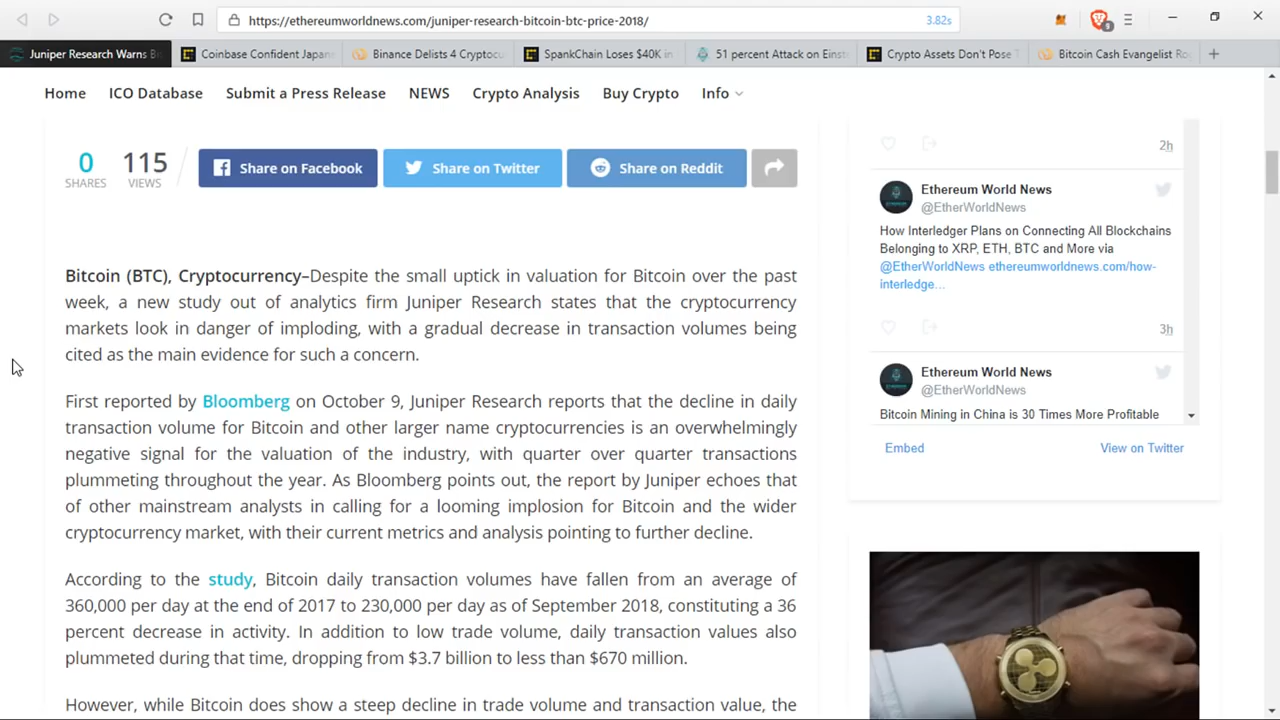 https://ethereumworldnews.com/juniper-research-bitcoin-btc-price-2018/
3.82s
Juniper Research Warns Bi
Coinbase Confident Japane
Binance Delists 4 Cryptocu
SpankChain Loses $40K in
51 percent Attack on Einst
Crypto Assets Don't Pose T
Bitcoin Cash Evangelist Ro
Home
ICO Database
Submit a Press Release
NEWS
Crypto Analysis
Buy Crypto
Info
0
SHARES
115
VIEWS
Share on Facebook
Share on Twitter
Share on Reddit
Bitcoin (BTC), Cryptocurrency–Despite the small uptick in valuation for Bitcoin over the past
week, a new study out of analytics firm Juniper Research states that the cryptocurrency
markets look in danger of imploding, with a gradual decrease in transaction volumes being
cited as the main evidence for such a concern.
First reported by Bloomberg on October 9, Juniper Research reports that the decline in daily
transaction volume for Bitcoin and other larger name cryptocurrencies is an overwhelmingly
negative signal for the valuation of the industry, with quarter over quarter transactions
plummeting throughout the year. As Bloomberg points out, the report by Juniper echoes that
of other mainstream analysts in calling for a looming implosion for Bitcoin and the wider
cryptocurrency market, with their current metrics and analysis pointing to further decline.
According to the study, Bitcoin daily transaction volumes have fallen from an average of
360,000 per day at the end of 2017 to 230,000 per day as of September 2018, constituting a 36
percent decrease in activity. In addition to low trade volume, daily transaction values also
plummeted during that time, dropping from $3.7 billion to less than $670 million.
However, while Bitcoin does show a steep decline in trade volume and transaction value, the
2h
Ethereum World News
@EtherWorldNews
How Interledger Plans on Connecting All Blockchains
Belonging to XRP, ETH, BTC and More via
@EtherWorldNews ethereumworldnews.com/how-
interledge…
3h
Ethereum World News
@EtherWorldNews
Bitcoin Mining in China is 30 Times More Profitable
Embed
View on Twitter